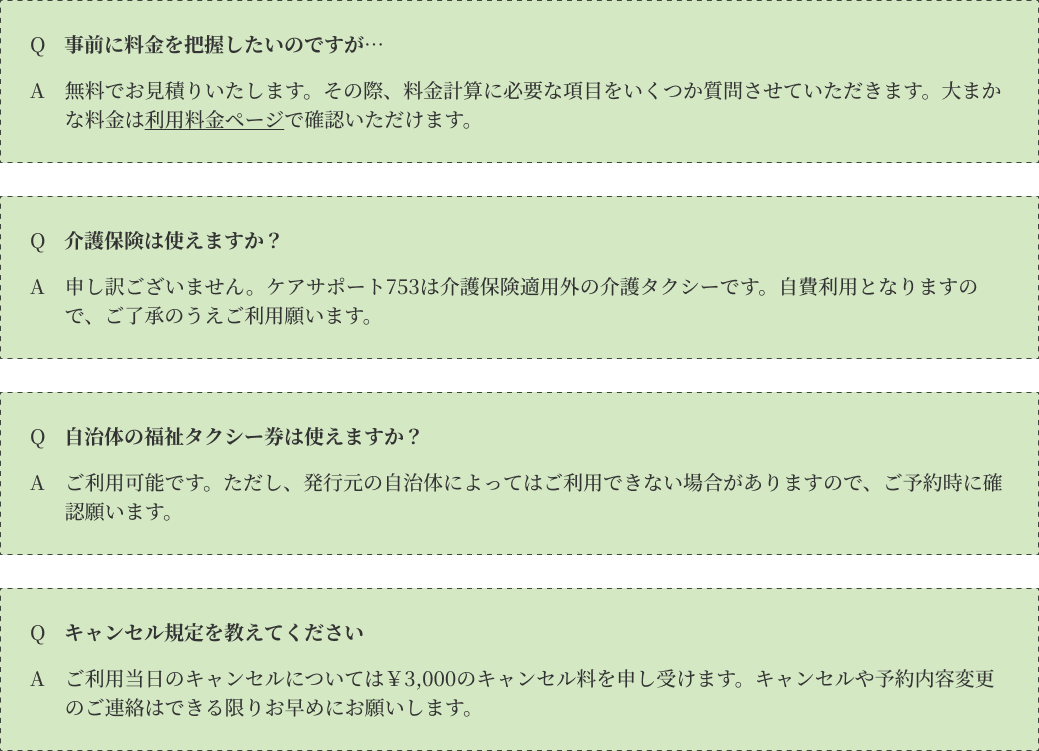 Q 事前に料金を把握したいのですが…
A 無料でお見積りいたします。その際、料金計算に必要な項目をいくつか質問させていただきます。大まか
な料金は利用料金ページで確認いただけます。
Q 介護保険は使えますか？
A 申し訳ございません。ケアサポート753は介護保険適用外の介護タクシーです。自費利用となりますの
で、ご了承のうえご利用願います。
Q 自治体の福祉タクシー券は使えますか？
A ご利用可能です。ただし、発行元の自治体によってはご利用できない場合がありますので、ご予約時に確
認願います。
Q キャンセル規定を教えてください
A ご利用当日のキャンセルについては￥3,000のキャンセル料を申し受けます。キャンセルや予約内容変更
のご連絡はできる限りお早めにお願いします。